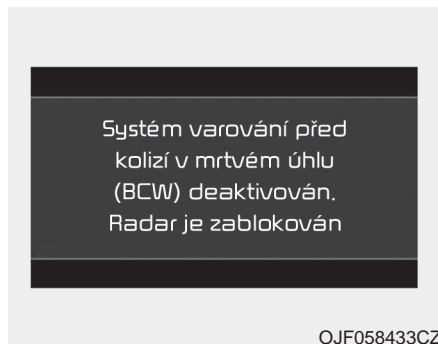 Systém varování před
kolizí v mrtvém úhlu
(BCW) deaktivován.
Radar je zablokován
OJF058433CZ